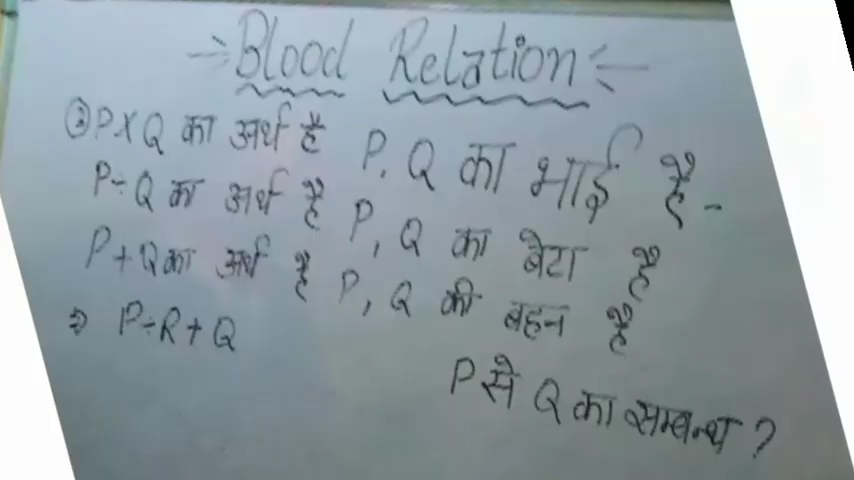 Blood Relation
③ P×Q का अर्थ है P, Q का भाई है -
P÷Q का अर्थ है P, Q का बेटा है
P+Q का अर्थ है P, Q की बहन है
⇒ P÷R+Q
P से Q का सम्बन्ध ?